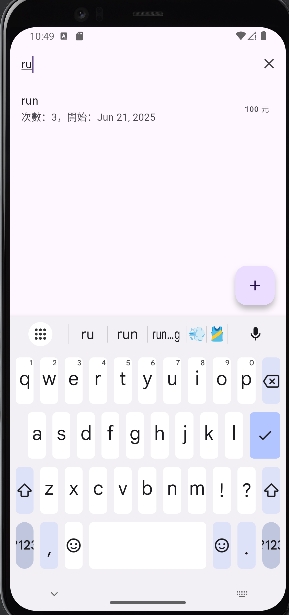 10:49
ru
run
次數：3，開始：Jun 21, 2025
100 元
ru run run...g
1 2 3 4 5 6 7 8 9 0
q w e r t y u i o p
a s d f g h j k l
z x c v b n m ! ?
?123 , . ?123